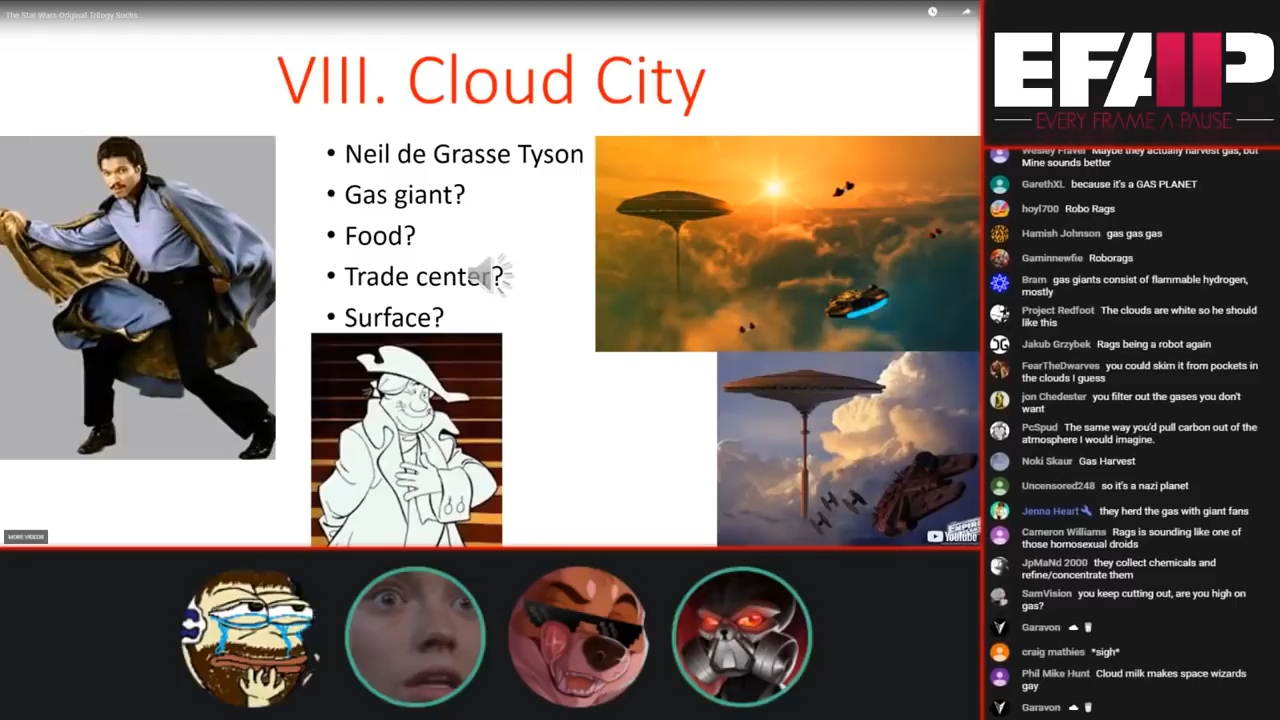 The Star Wars Original Trilogy Sucks
VIII. Cloud City
• Neil de Grasse Tyson
• Gas giant?
• Food?
• Trade center?
• Surface?
MORE VIDEOS
EMPIRE
YouTube
EFAP
EVERY FRAME A PAUSE
Wesley Fravel Maybe they actually harvest gas, but
Mine sounds better
GarethXL because it's a GAS PLANET
hoyl700 Robo Rags
Hamish Johnson gas gas gas
Gaminnewfie Roborags
Bram gas giants consist of flammable hydrogen,
mostly
Project Redfoot The clouds are white so he should
like this
Jakub Grzybek Rags being a robot again
FearTheDwarves you could skim it from pockets in
the clouds I guess
jon Chedester you filter out the gases you don't
want
PcSpud The same way you'd pull carbon out of the
atmosphere I would imagine.
Noki Skaur Gas Harvest
Uncensored248 so it's a nazi planet
Jenna Heart they herd the gas with giant fans
Cameron Williams Rags is sounding like one of
those homosexual droids
JpMaNd 2000 they collect chemicals and
refine/concentrate them
SamVision you keep cutting out, are you high on
gas?
Garavon
craig mathies *sigh*
Phil Mike Hunt Cloud milk makes space wizards
gay
Garavon